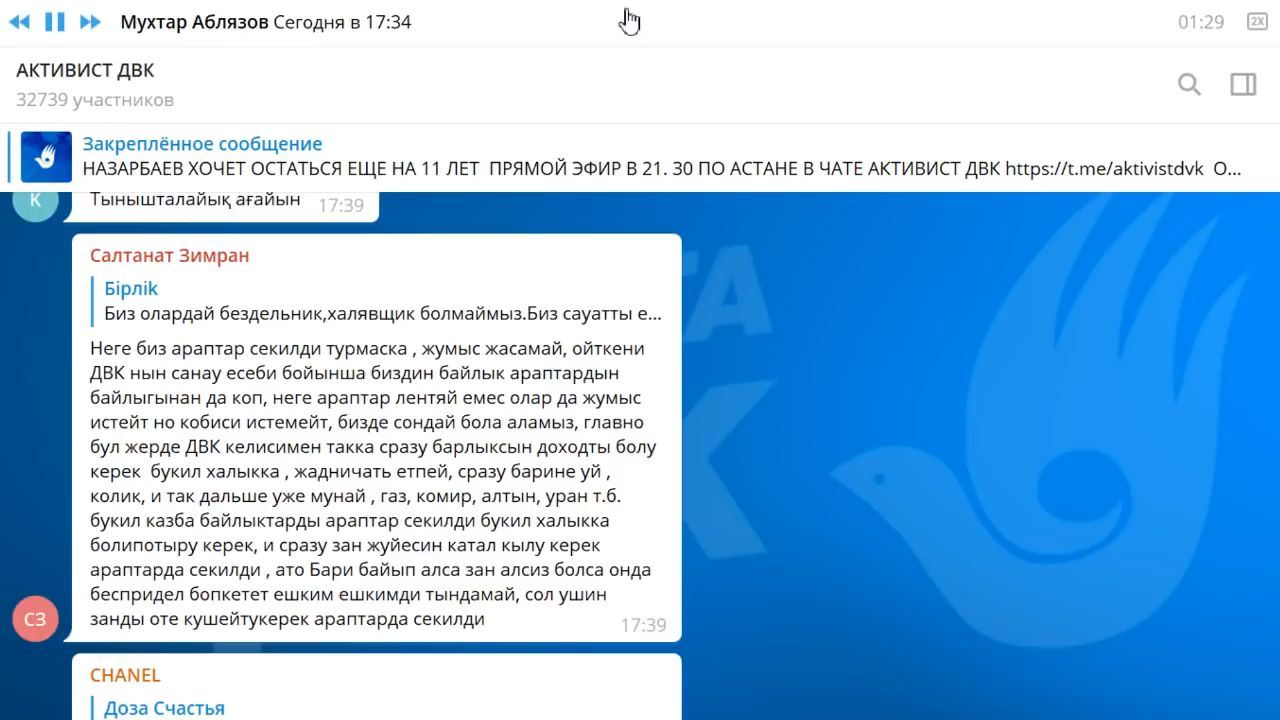 Мухтар Аблязов Сегодня в 17:34
01:29
2X
АКТИВИСТ ДВК
32739 участников
Закреплённое сообщение
НАЗАРБАЕВ ХОЧЕТ ОСТАТЬСЯ ЕЩЕ НА 11 ЛЕТ ПРЯМОЙ ЭФИР В 21. 30 ПО АСТАНЕ В ЧАТЕ АКТИВИСТ ДВК https://t.me/aktivistdvk О...
К
Тынышталайық ағайын
17:39
Салтанат Зимран
Бірлік
Биз олардай бездельник,халявщик болмаймыз.Биз сауатты е...
Неге биз араптар секилди турмаска , жумыс жасамай, ойткени
ДВК нын санау есеби бойынша биздин байлык араптардын
байлыгынан да коп, неге араптар лентяй емес олар да жумыс
истейт но кобиси истемейт, бизде сондай бола аламыз, главно
бул жерде ДВК келисимен такка сразу барлыксын доходты болу
керек букил халыкка , жадничать етпей, сразу барине уй ,
колик, и так дальше уже мунай , газ, комир, алтын, уран т.б.
букил казба байлыктарды араптар секилди букил халыкка
болипотыру керек, и сразу зан жуйесин катал кылу керек
араптарда секилди , ато Бари байып алса зан алсиз болса онда
беспридел бопкетет ешким ешкимди тындамай, сол ушин
занды оте кушейтукерек араптарда секилди
17:39
СЗ
CHANEL
Доза Счастья